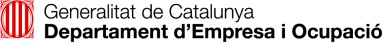 Generalitat de Catalunya
Departament d'Empresa i Ocupació